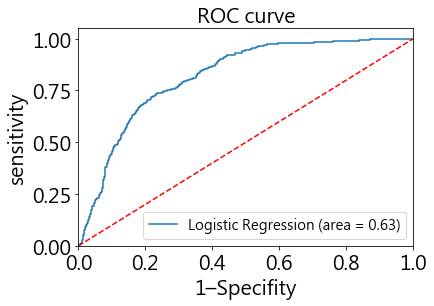 ROC curve
1.00
0.75
0.50
0.25
0.00
sensitivity
Logistic Regression (area = 0.63)
0.0 0.2 0.4 0.6 0.8 1.0
1−Specifity